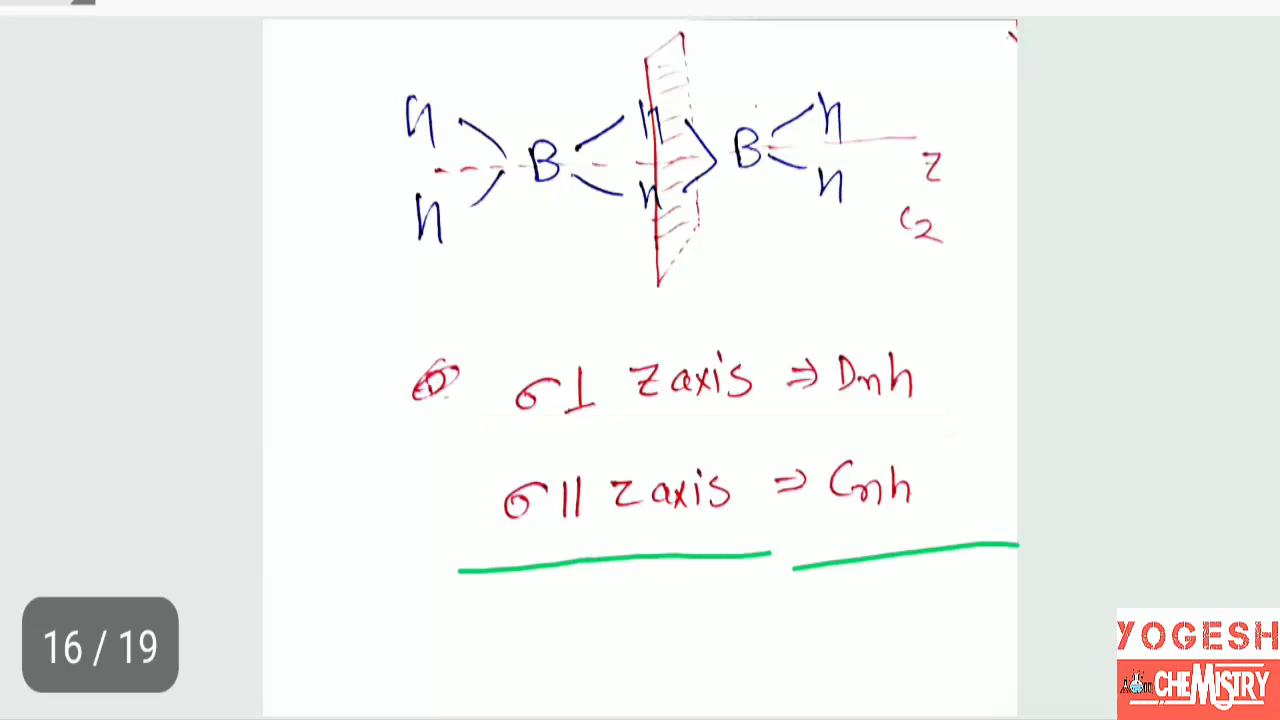 H H B H H B H H
Z
C2
σ⊥ Z axis ⇒ Dnh
σ|| Z axis ⇒ Cnh
16 / 19
YOGESH
CHEMISTRY